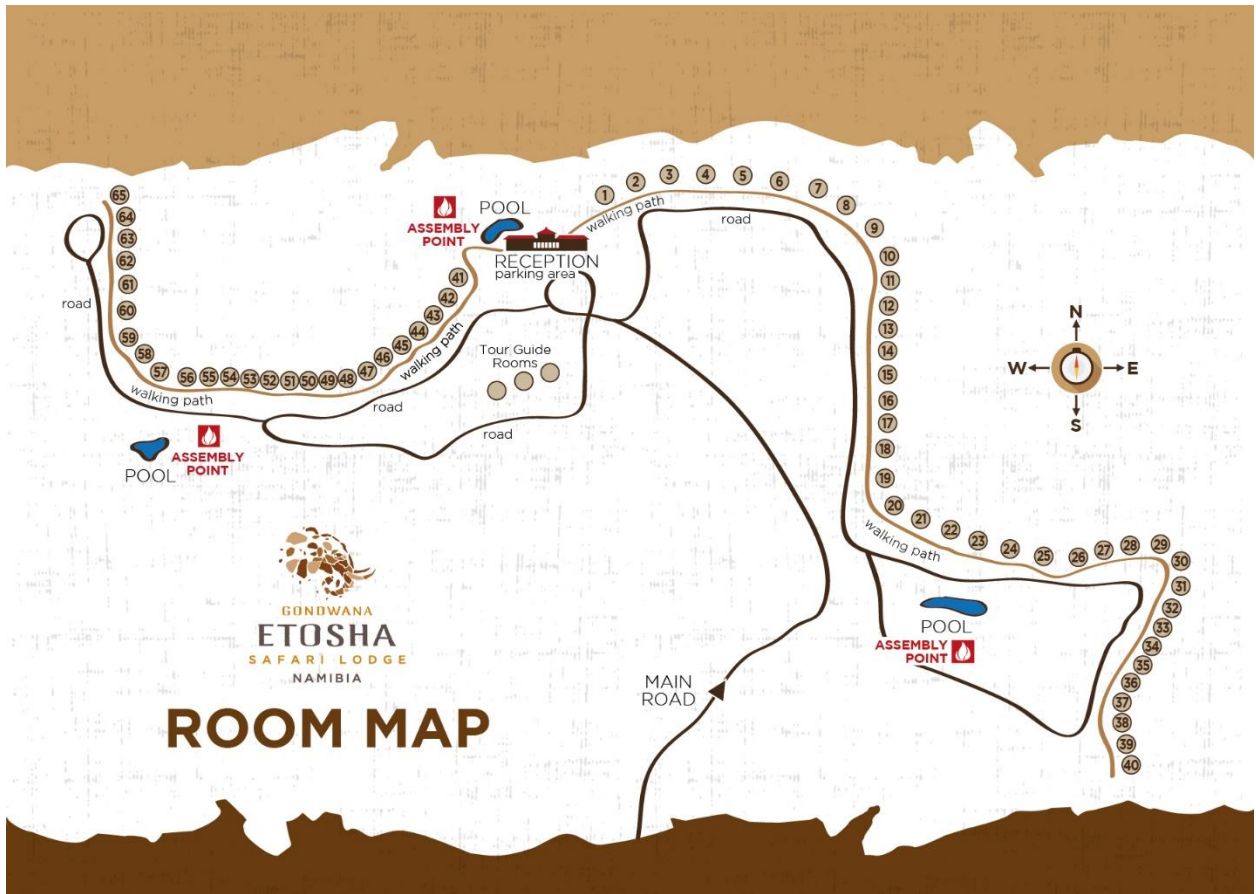 65
64
63
62
61
60
59
58
57
56
55
54
53
52
51
50
49
48
47
46
45
44
43
42
41
road
walking path
ASSEMBLY
POINT
POOL
ASSEMBLY
POINT
POOL
RECEPTION
parking area
walking path
road
road
Tour Guide
Rooms
walking path
road
1
2
3
4
5
6
7
8
9
10
11
12
13
14
15
16
17
18
19
20
21
22
23
24
25
26
27
28
29
30
31
32
33
34
35
36
37
38
39
40
walking path
POOL
ASSEMBLY
POINT
N
W
E
S
MAIN
ROAD
GONDWANA
ETOSHA
SAFARI LODGE
NAMIBIA
ROOM MAP